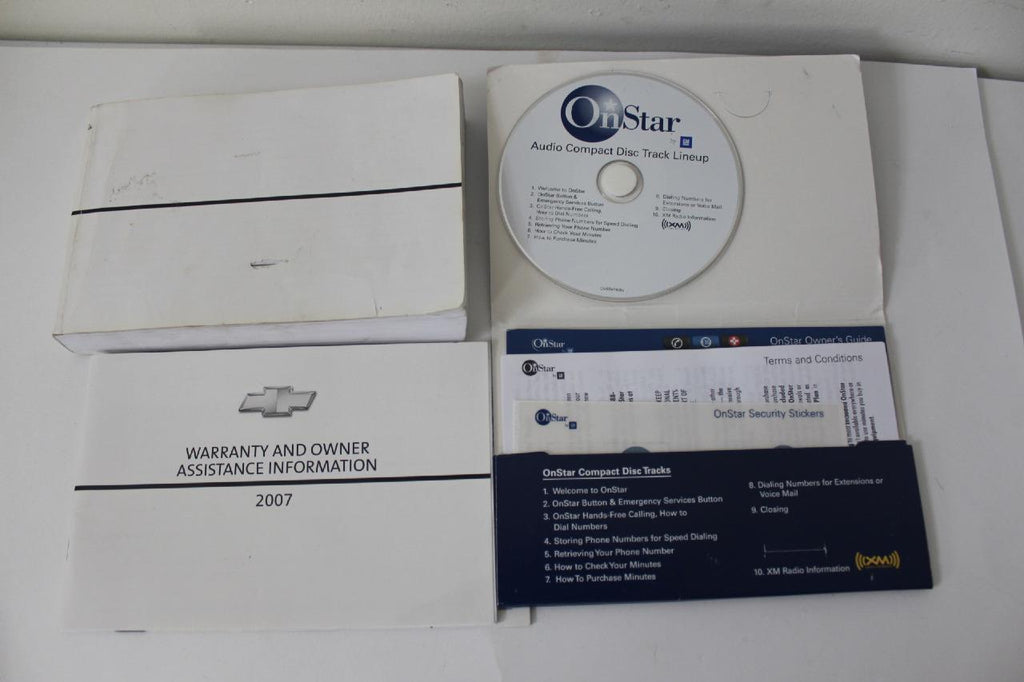 OnStar
by GM
Audio Compact Disc Track Lineup
1. Welcome to OnStar
2. OnStar Button &
Emergency Services Button
3. OnStar Hands-Free Calling,
How to Dial Numbers
4. Storing Phone Numbers for Speed Dialing
5. Retrieving Your Phone Number
6. How to Check Your Minutes
7. How to Purchase Minutes
8. Dialing Numbers for
Extensions or Voice Mail
9. Closing
10. XM Radio Information
XM
WARRANTY AND OWNER
ASSISTANCE INFORMATION
2007
OnStar
OnStar Owner's Guide
OnStar
by GM
Terms and Conditions
OnStar
by GM
OnStar Security Stickers
OnStar Compact Disc Tracks
1. Welcome to OnStar
2. OnStar Button & Emergency Services Button
3. OnStar Hands-Free Calling, How to
Dial Numbers
4. Storing Phone Numbers for Speed Dialing
5. Retrieving Your Phone Number
6. How to Check Your Minutes
7. How To Purchase Minutes
8. Dialing Numbers for Extensions or
Voice Mail
9. Closing
10. XM Radio Information
XM